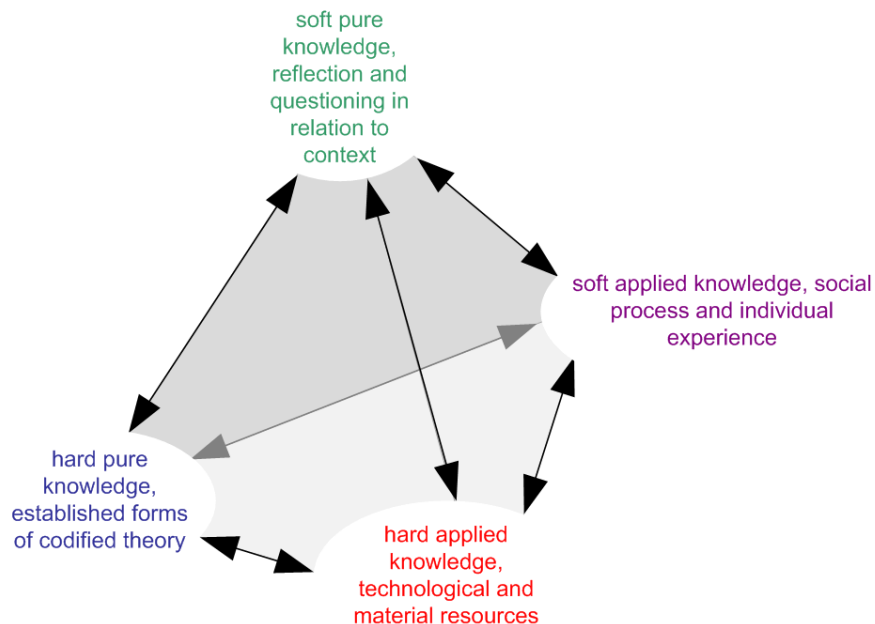 soft pure
knowledge,
reflection and
questioning in
relation to
context
soft applied knowledge, social
process and individual
experience
hard pure
knowledge,
established forms
of codified theory
hard applied
knowledge,
technological and
material resources